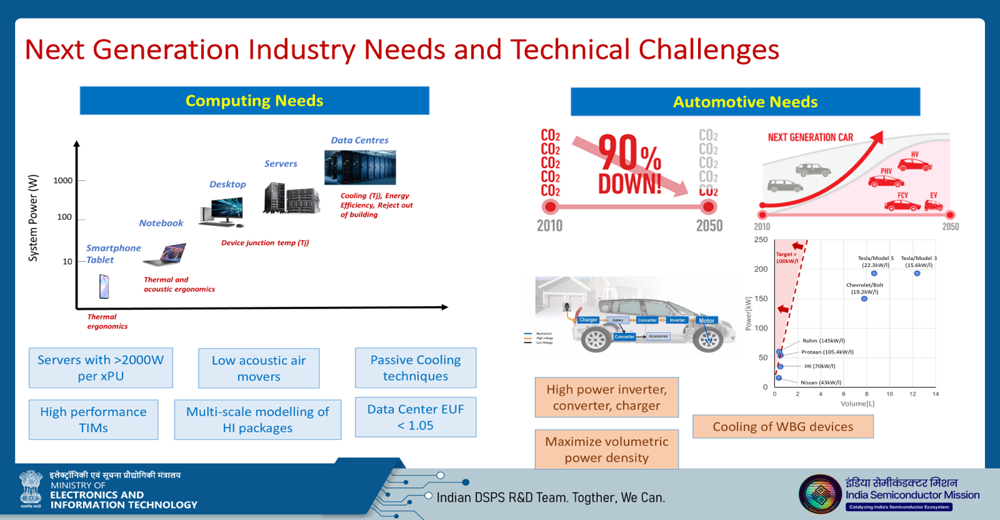 Next Generation Industry Needs and Technical Challenges
Computing Needs
System Power (W)
1000
100
10
Data Centres
Servers
Desktop
Notebook
Smartphone
Tablet
Cooling (Tj), Energy
Efficiency, Reject out
of building
Device junction temp (Tj)
Thermal and
acoustic ergonomics
Thermal
ergonomics
Servers with >2000W
per xPU
Low acoustic air
movers
Passive Cooling
techniques
High performance
TIMs
Multi-scale modelling of
HI packages
Data Center EUF
< 1.05
Automotive Needs
CO₂
CO₂
CO₂
CO₂
CO₂
90%
DOWN!
CO₂
CO₂
CO₂
CO₂
CO₂
2010
2050
NEXT GENERATION CAR
HV
PHV
FCV
EV
2010
2050
Charger
Battery
Converter
Inverter
Motor
Converter
Accessories
Mechanical
High voltage
Low Voltage
Power[kW]
250
200
150
100
50
0
Target >
100kW/l
Tesla/Model S
(22.3kW/l)
Tesla/Model 3
(15.6kW/l)
Chevrolet/Bolt
(19.2kW/l)
Rohm (145kW/l)
Protean (105.4kW/l)
IHI (70kW/l)
Nissan (43kW/l)
0 2 4 6 8 10 12 14
Volume[L]
High power inverter,
converter, charger
Maximize volumetric
power density
Cooling of WBG devices
सत्यमेव जयते
इलेक्ट्रॉनिकी एवं सूचना प्रौद्योगिकी मंत्रालय
MINISTRY OF
ELECTRONICS AND
INFORMATION TECHNOLOGY
Indian DSPS R&D Team. Togther, We Can.
इंडिया सेमीकंडक्टर मिशन
India Semiconductor Mission
Catalyzing India's Semiconductor Ecosystem